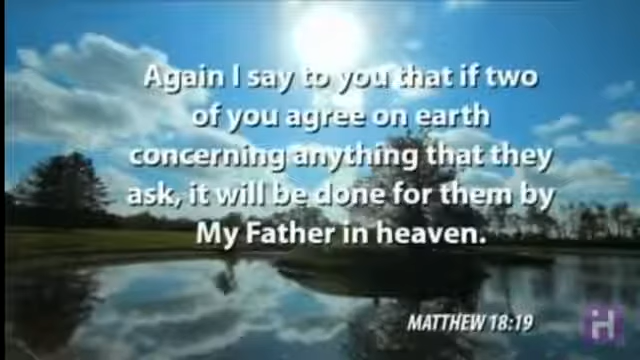 Again I say to you that if two
of you agree on earth
concerning anything that they
ask, it will be done for them by
My Father in heaven.
MATTHEW 18:19
H